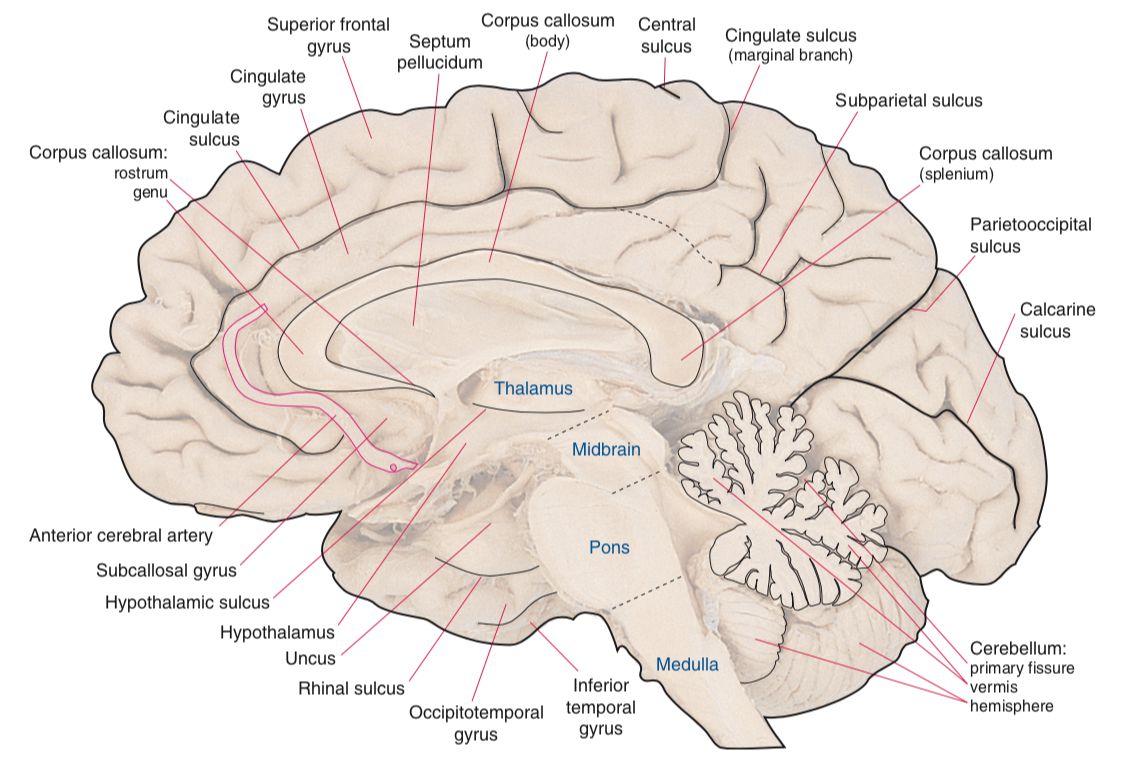 Superior frontal
gyrus
Septum
pellucidum
Corpus callosum
(body)
Central
sulcus
Cingulate sulcus
(marginal branch)
Cingulate
gyrus
Subparietal sulcus
Cingulate
sulcus
Corpus callosum:
rostrum
genu
Corpus callosum
(splenium)
Parietooccipital
sulcus
Calcarine
sulcus
Thalamus
Midbrain
Pons
Medulla
Anterior cerebral artery
Subcallosal gyrus
Hypothalamic sulcus
Hypothalamus
Uncus
Rhinal sulcus
Occipitotemporal
gyrus
Inferior
temporal
gyrus
Cerebellum:
primary fissure
vermis
hemisphere